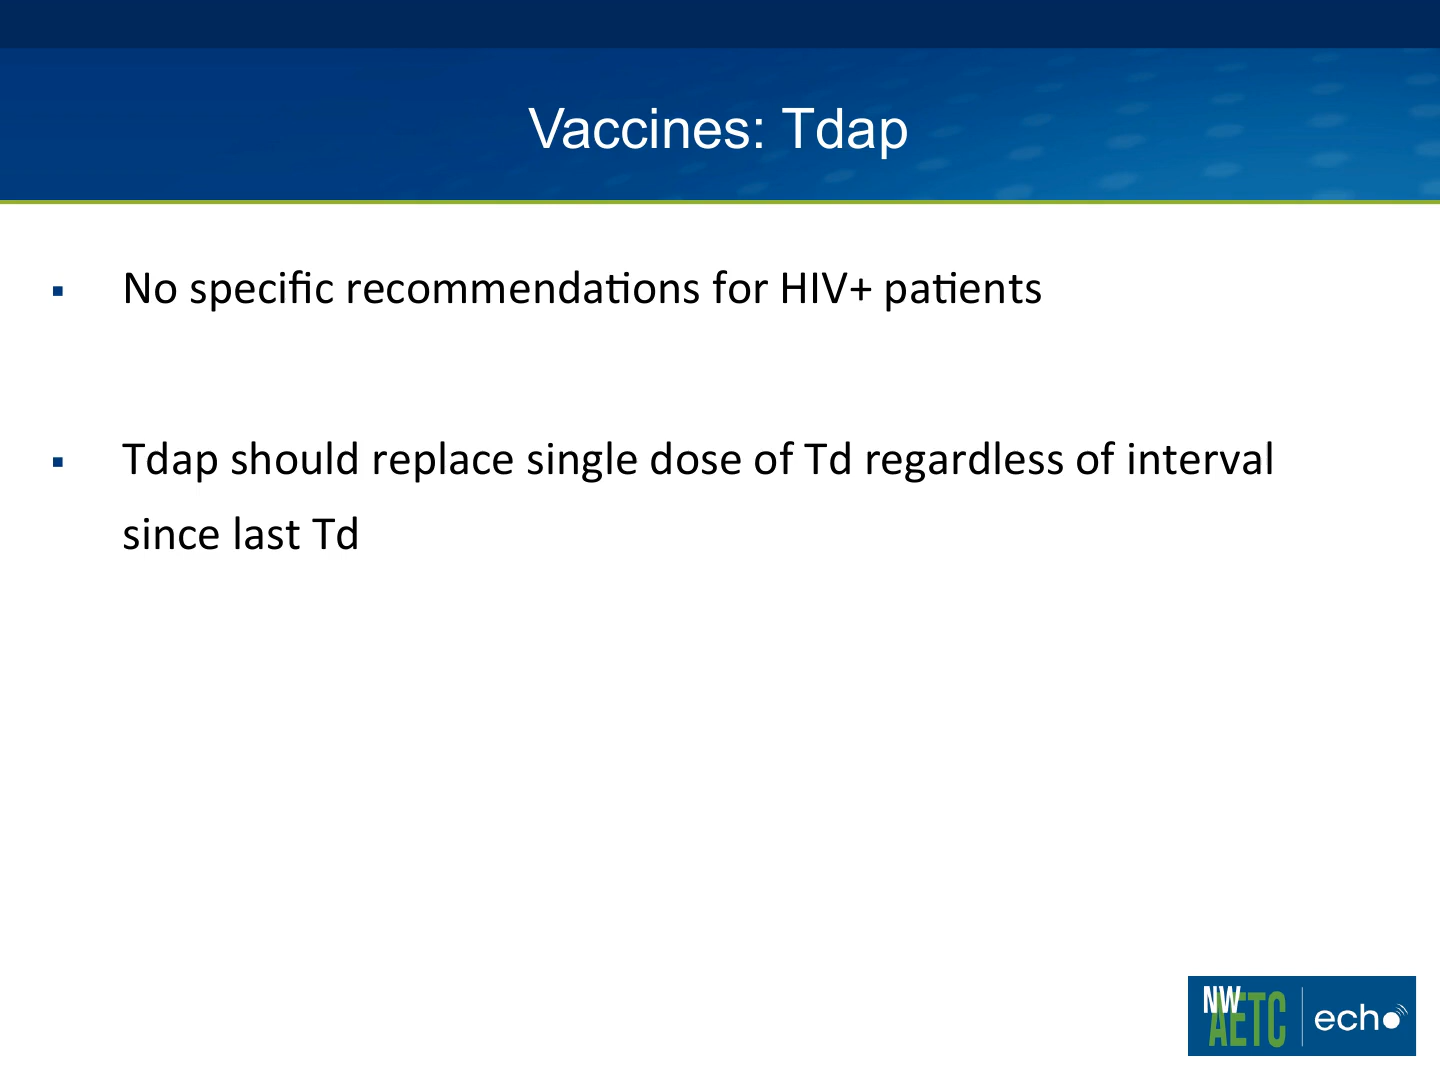 Vaccines: Tdap
▪ No specific recommendations for HIV+ patients
▪ Tdap should replace single dose of Td regardless of interval
since last Td
NW
AETC echo